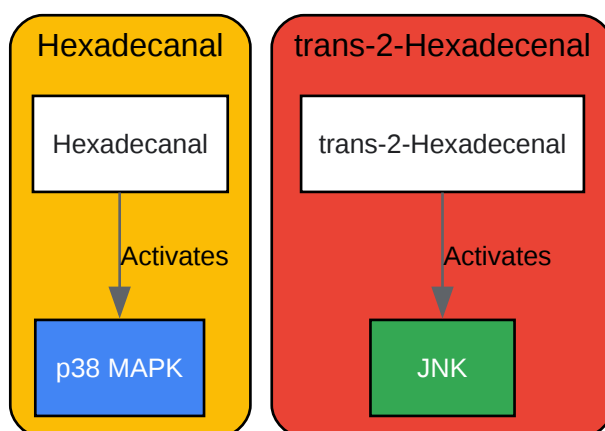 Hexadecanal
Hexadecanal
Activates
p38 MAPK
trans-2-Hexadecenal
trans-2-Hexadecenal
Activates
JNK